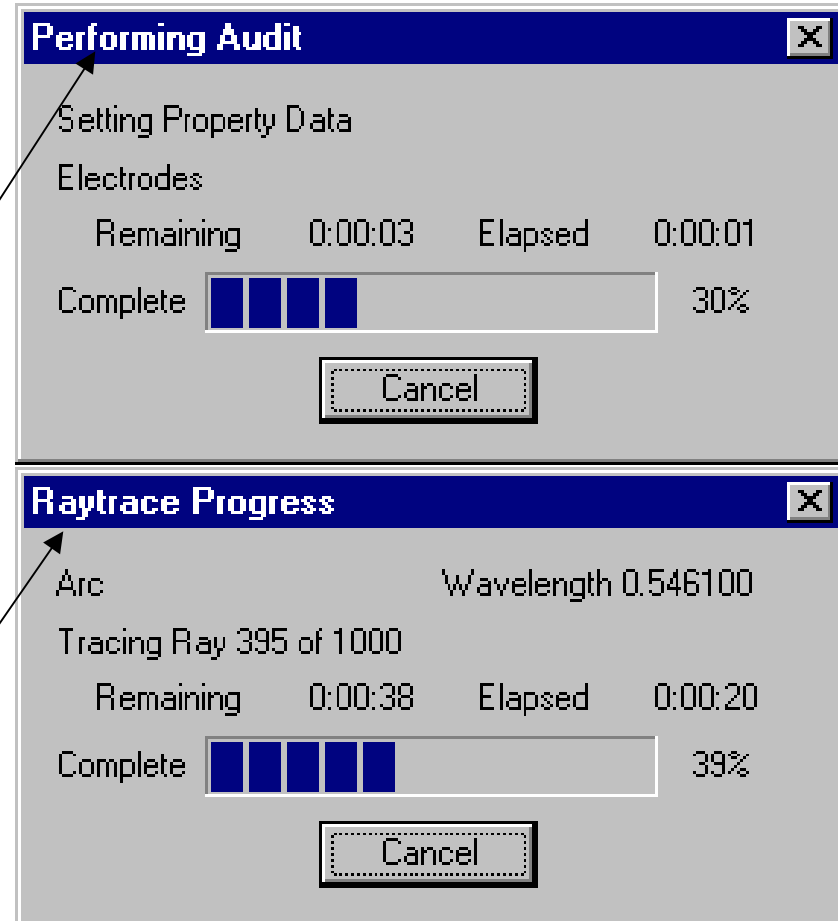 Performing Audit
Setting Property Data
Electrodes
Remaining 0:00:03 Elapsed 0:00:01
Complete 30%
Cancel
Raytrace Progress
Arc Wavelength 0.546100
Tracing Ray 395 of 1000
Remaining 0:00:38 Elapsed 0:00:20
Complete 39%
Cancel